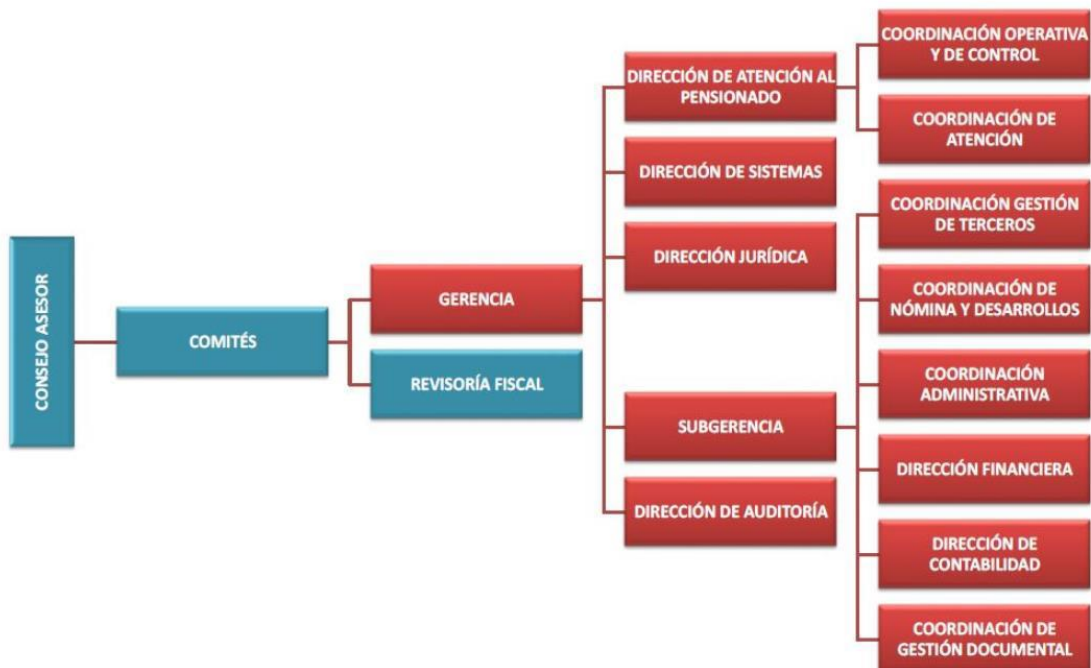 CONSEJO ASESOR
COMITÉS
GERENCIA
REVISORÍA FISCAL
DIRECCIÓN DE ATENCIÓN AL
PENSIONADO
DIRECCIÓN DE SISTEMAS
DIRECCIÓN JURÍDICA
SUBGERENCIA
DIRECCIÓN DE AUDITORÍA
COORDINACIÓN OPERATIVA
Y DE CONTROL
COORDINACIÓN DE
ATENCIÓN
COORDINACIÓN GESTIÓN
DE TERCEROS
COORDINACIÓN DE
NÓMINA Y DESARROLLOS
COORDINACIÓN
ADMINISTRATIVA
DIRECCIÓN FINANCIERA
DIRECCIÓN DE
CONTABILIDAD
COORDINACIÓN DE
GESTIÓN DOCUMENTAL